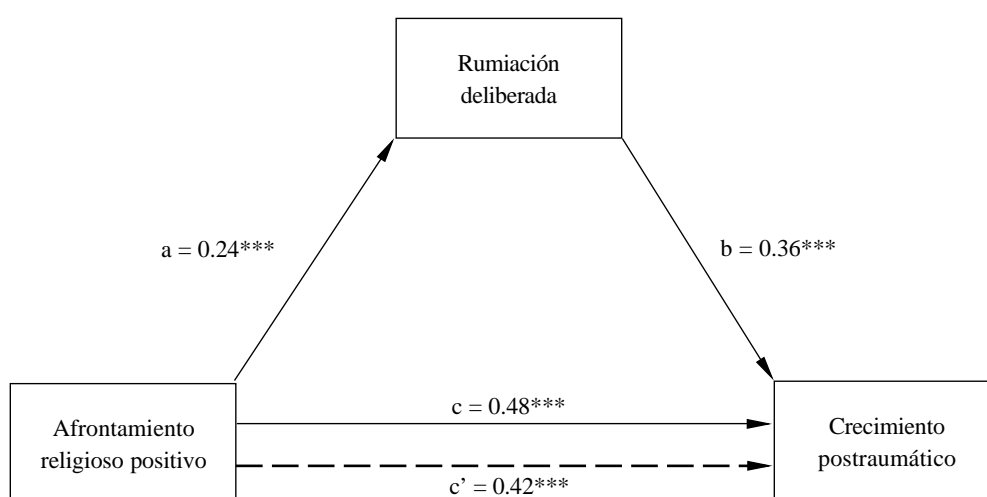 Rumiación
deliberada
a = 0.24***
b = 0.36***
c = 0.48***
Afrontamiento
religioso positivo
Crecimiento
postraumático
c’ = 0.42***